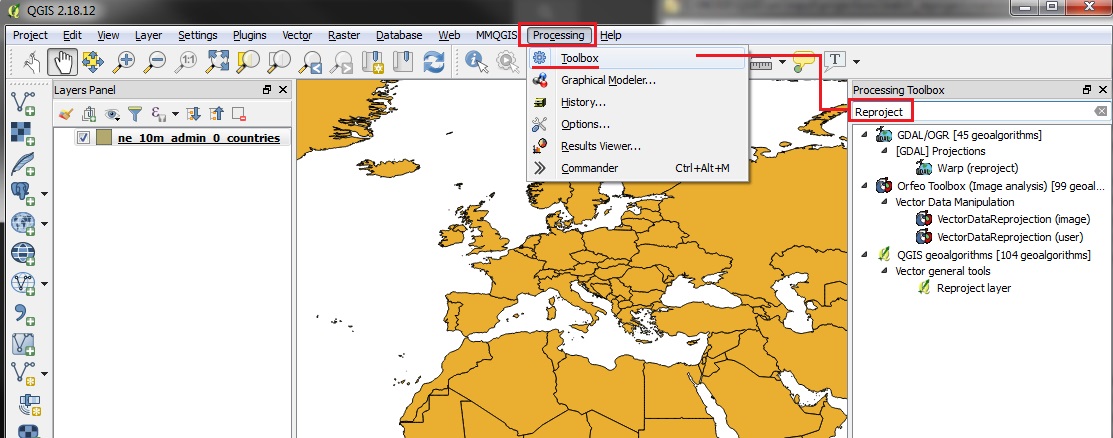 QGIS 2.18.12
Project Edit View Layer Settings Plugins Vector Raster Database Web MMQGIS Processing Help
Toolbox
Graphical Modeler...
History...
Options...
Results Viewer...
Commander Ctrl+Alt+M
Layers Panel
ne_10m_admin_0_countries
Processing Toolbox
Reproject
GDAL/OGR [45 geoalgorithms]
[GDAL] Projections
Warp (reproject)
Orfeo Toolbox (Image analysis) [99 geoal...
Vector Data Manipulation
VectorDataReprojection (image)
VectorDataReprojection (user)
QGIS geoalgorithms [104 geoalgorithms]
Vector general tools
Reproject layer